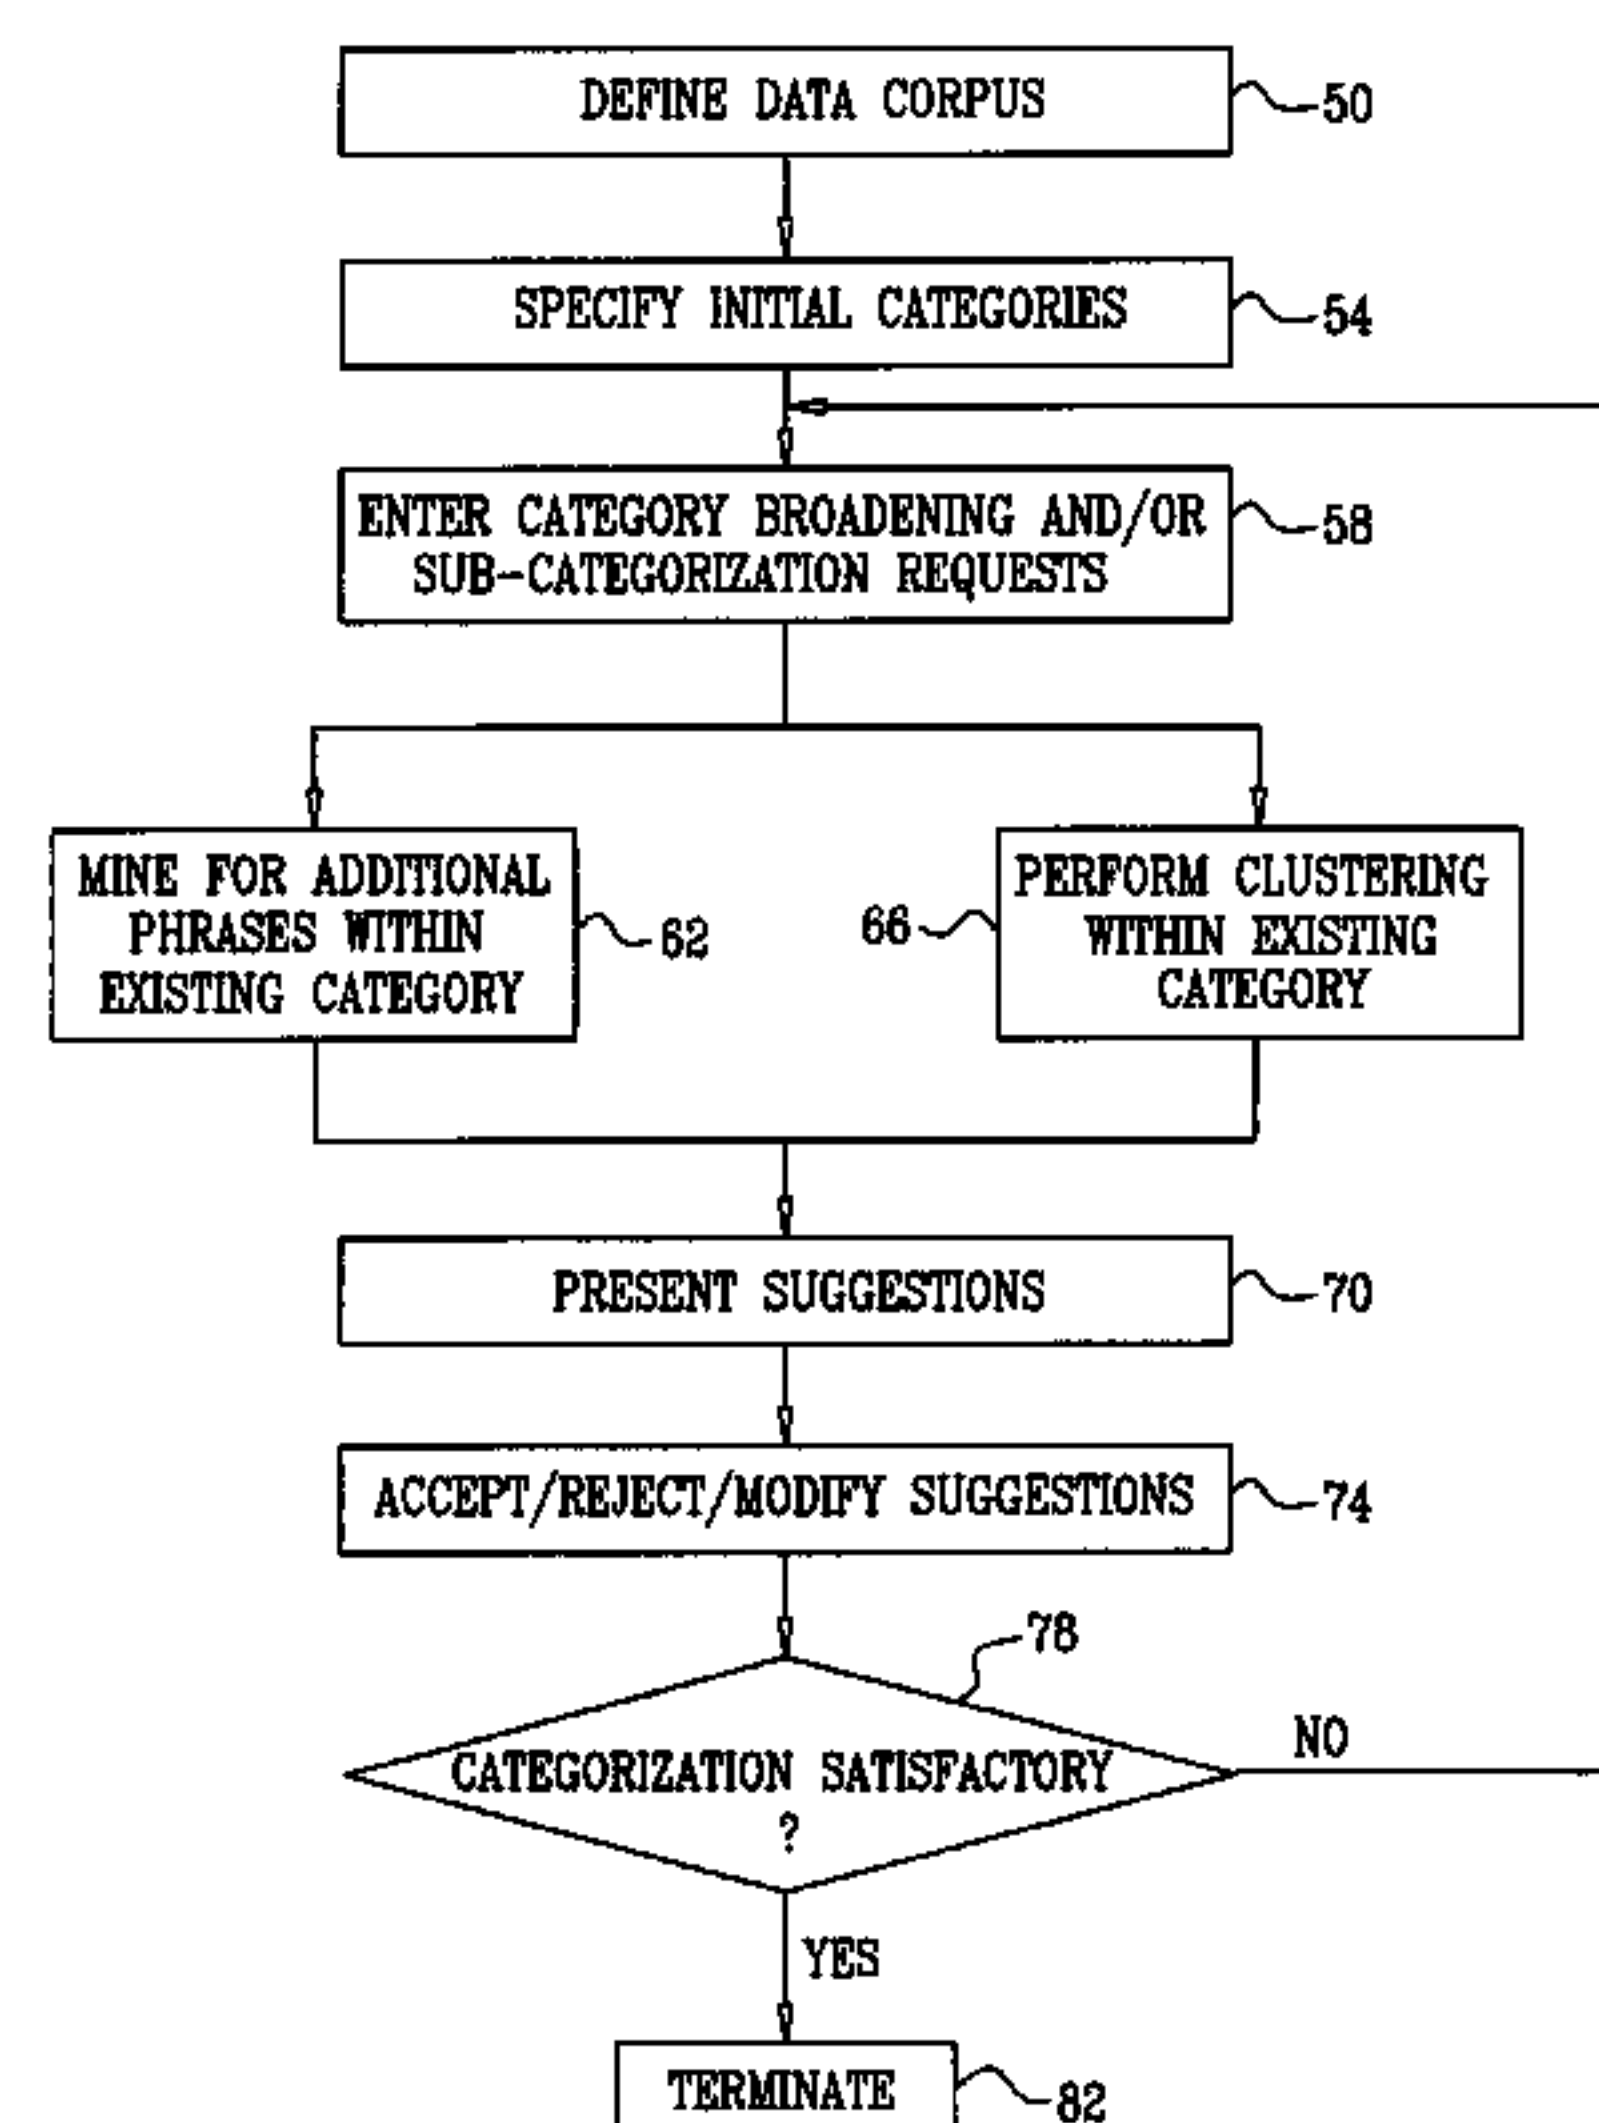 DEFINE DATA CORPUS
50
SPECIFY INITIAL CATEGORIES
54
ENTER CATEGORY BROADENING AND/OR
SUB-CATEGORIZATION REQUESTS
58
MINE FOR ADDITIONAL
PHRASES WITHIN
EXISTING CATEGORY
62
66
PERFORM CLUSTERING
WITHIN EXISTING
CATEGORY
PRESENT SUGGESTIONS
70
ACCEPT/REJECT/MODIFY SUGGESTIONS
74
78
CATEGORIZATION SATISFACTORY
?
NO
YES
TERMINATE
82